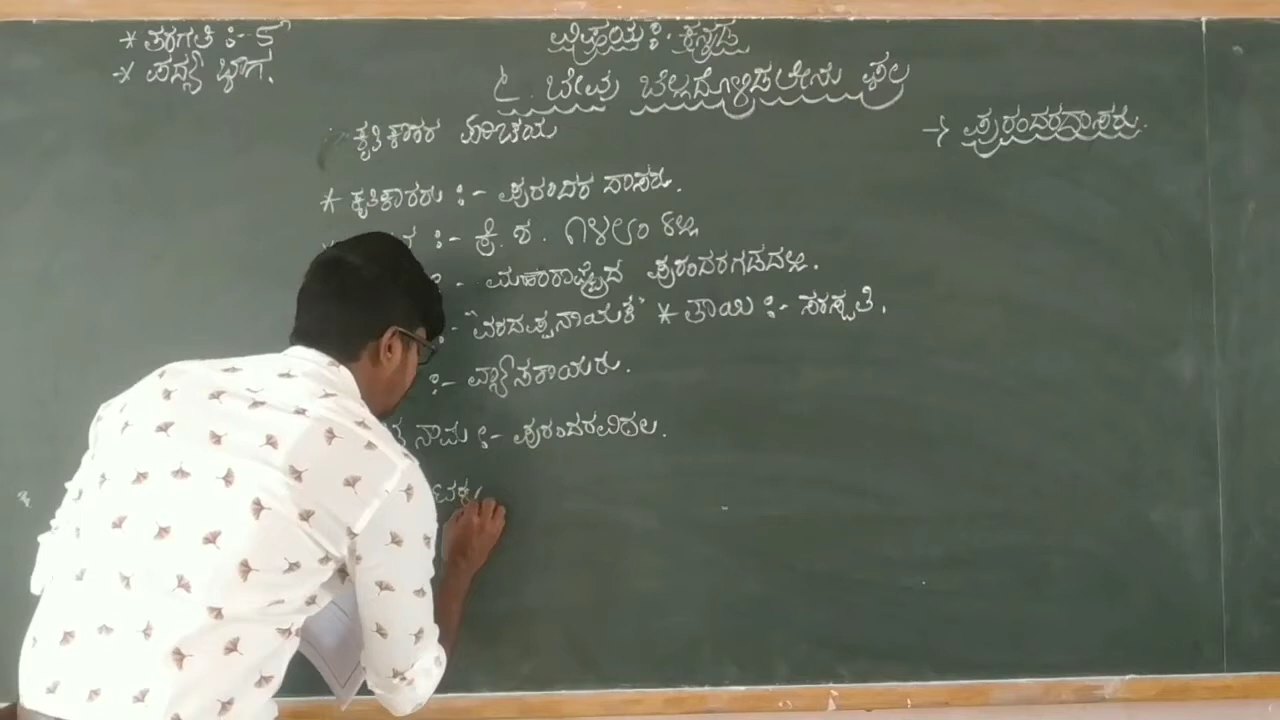 * ತರಗತಿ :- ೯
ವಿಷಯ :- ಕನ್ನಡ
-> ಪದ್ಯ ಭಾಗ.
೭. ಬೇವು ಬೆಲ್ಲದೊಳಿಡಲೇನು ಫಲ
-> ಪುರಂದರದಾಸರು.
ಕೃತಿಕಾರರ ಪರಿಚಯ
* ಕೃತಿಕಾರರು :- ಪುರಂದರ ದಾಸರು.
:- ಕ್ರಿ. ಶ. ೧೪೮೦ ರಲ್ಲಿ
:- ಮಹಾರಾಷ್ಟ್ರದ ಪುರಂದರಗಡದಲ್ಲಿ.
:- "ವರದಪ್ಪನಾಯಕ" * ತಾಯಿ :- ಸರಸ್ವತಿ.
:- ವ್ಯಾಸರಾಯರು.
ನಾಮ :- ಪುರಂದರವಿಠಲ.